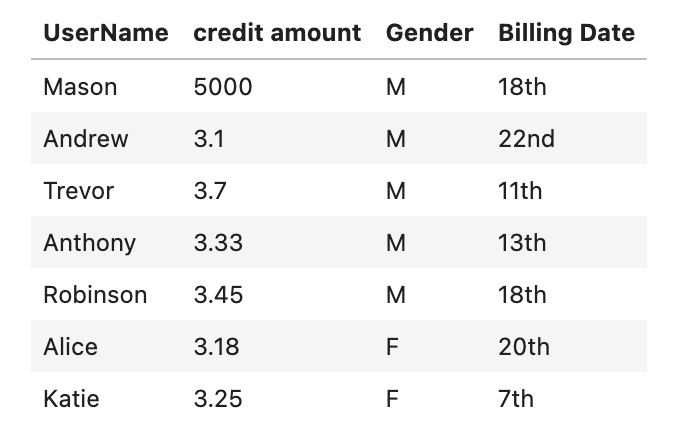 UserName credit amount Gender Billing Date
Mason 5000 M 18th
Andrew 3.1 M 22nd
Trevor 3.7 M 11th
Anthony 3.33 M 13th
Robinson 3.45 M 18th
Alice 3.18 F 20th
Katie 3.25 F 7th